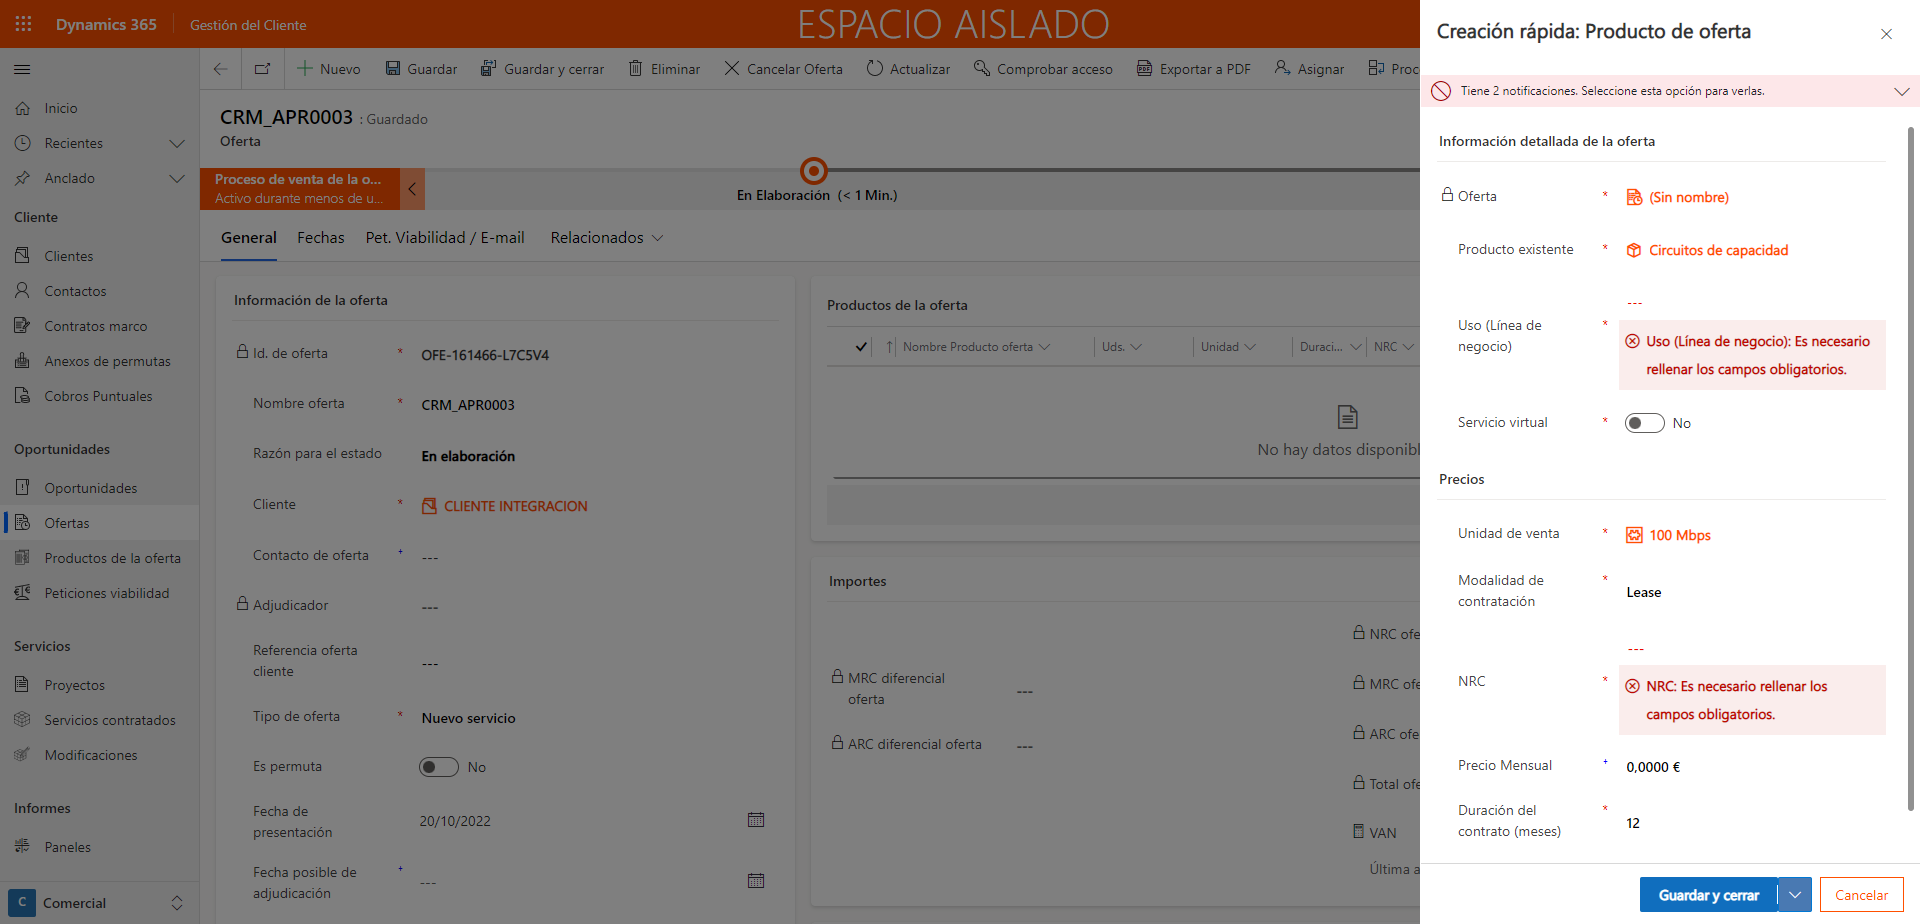 Dynamics 365
Gestión del Cliente
ESPACIO AISLADO
Nuevo
Guardar
Guardar y cerrar
Eliminar
Cancelar Oferta
Actualizar
Comprobar acceso
Exportar a PDF
Asignar
Proc
Inicio
Recientes
Anclado
Cliente
Clientes
Contactos
Contratos marco
Anexos de permutas
Cobros Puntuales
Oportunidades
Oportunidades
Ofertas
Productos de la oferta
Peticiones viabilidad
Servicios
Proyectos
Servicios contratados
Modificaciones
Informes
Paneles
C Comercial
CRM_APR0003 : Guardado
Oferta
Proceso de venta de la o...
Activo durante menos de u...
En Elaboración (< 1 Min.)
General
Fechas
Pet. Viabilidad / E-mail
Relacionados
Información de la oferta
Id. de oferta * OFE-161466-L7C5V4
Nombre oferta * CRM_APR0003
Razón para el estado En elaboración
Cliente * CLIENTE INTEGRACION
Contacto de oferta + ---
Adjudicador ---
Referencia oferta
cliente
---
Tipo de oferta * Nuevo servicio
Es permuta No
Fecha de
presentación
20/10/2022
Fecha posible de
adjudicación
+ ---
Productos de la oferta
Nombre Producto oferta
Uds.
Unidad
Duraci...
NRC
No hay datos disponibl
Importes
MRC diferencial
oferta
---
ARC diferencial oferta ---
NRC ofe
MRC ofe
ARC ofe
Total ofe
VAN
Última a
Creación rápida: Producto de oferta
Tiene 2 notificaciones. Seleccione esta opción para verlas.
Información detallada de la oferta
Oferta * (Sin nombre)
Producto existente * Circuitos de capacidad
---
Uso (Línea de
negocio)
*
Uso (Línea de negocio): Es necesario
rellenar los campos obligatorios.
Servicio virtual * No
Precios
Unidad de venta * 100 Mbps
Modalidad de
contratación
* Lease
---
NRC *
NRC: Es necesario rellenar los
campos obligatorios.
Precio Mensual + 0,0000 €
Duración del
contrato (meses)
* 12
Guardar y cerrar
Cancelar